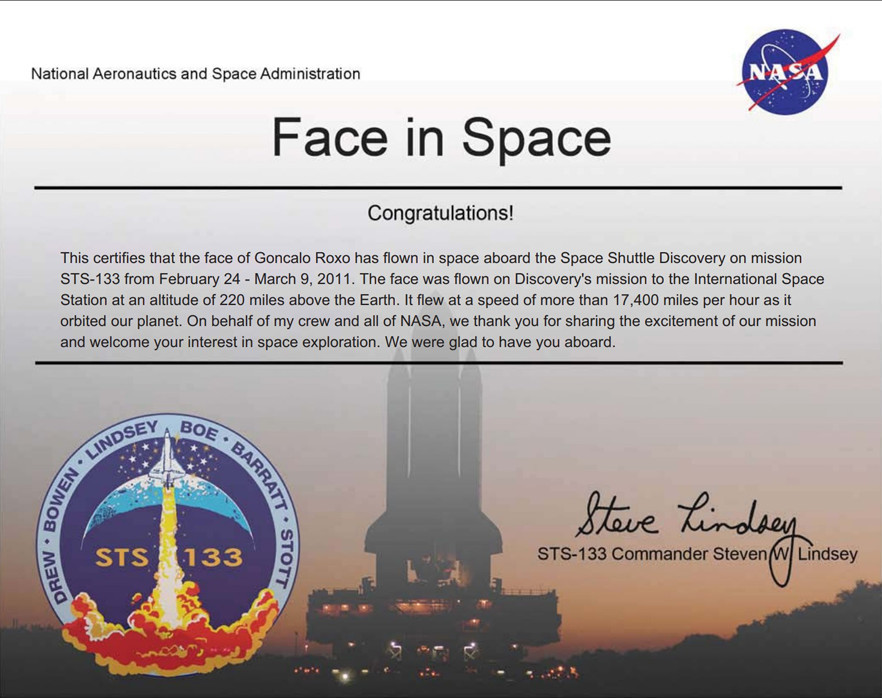 National Aeronautics and Space Administration
NASA
Face in Space
Congratulations!
This certifies that the face of Goncalo Roxo has flown in space aboard the Space Shuttle Discovery on mission
STS-133 from February 24 - March 9, 2011. The face was flown on Discovery's mission to the International Space
Station at an altitude of 220 miles above the Earth. It flew at a speed of more than 17,400 miles per hour as it
orbited our planet. On behalf of my crew and all of NASA, we thank you for sharing the excitement of our mission
and welcome your interest in space exploration. We were glad to have you aboard.
DREW • BOWEN • LINDSEY BOE • BARRATT • STOTT
STS 133
Steve Lindsey
STS-133 Commander Steven W Lindsey